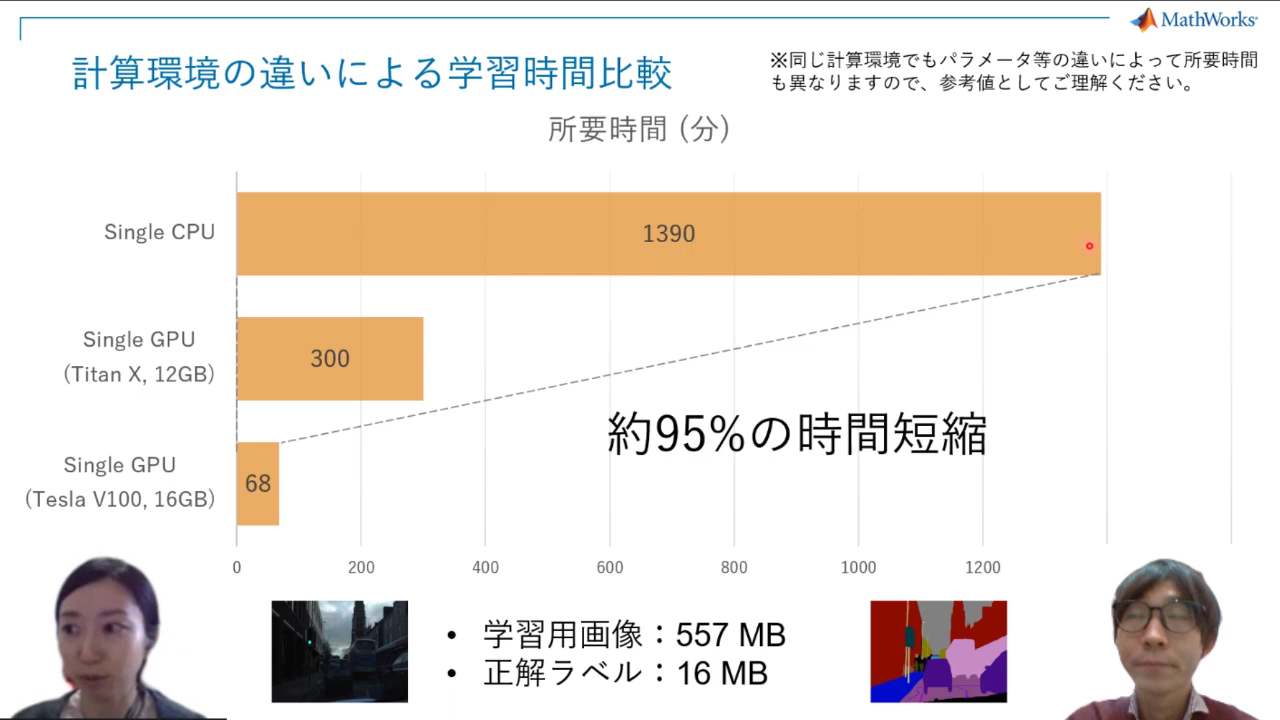 MathWorks
計算環境の違いによる学習時間比較
※同じ計算環境でもパラメータ等の違いによって所要時間
も異なりますので、参考値としてご理解ください。
所要時間 (分)
Single CPU
1390
Single GPU
(Titan X, 12GB)
300
約95%の時間短縮
Single GPU
(Tesla V100, 16GB)
68
0 200 400 600 800 1000 1200
• 学習用画像：557 MB
• 正解ラベル：16 MB